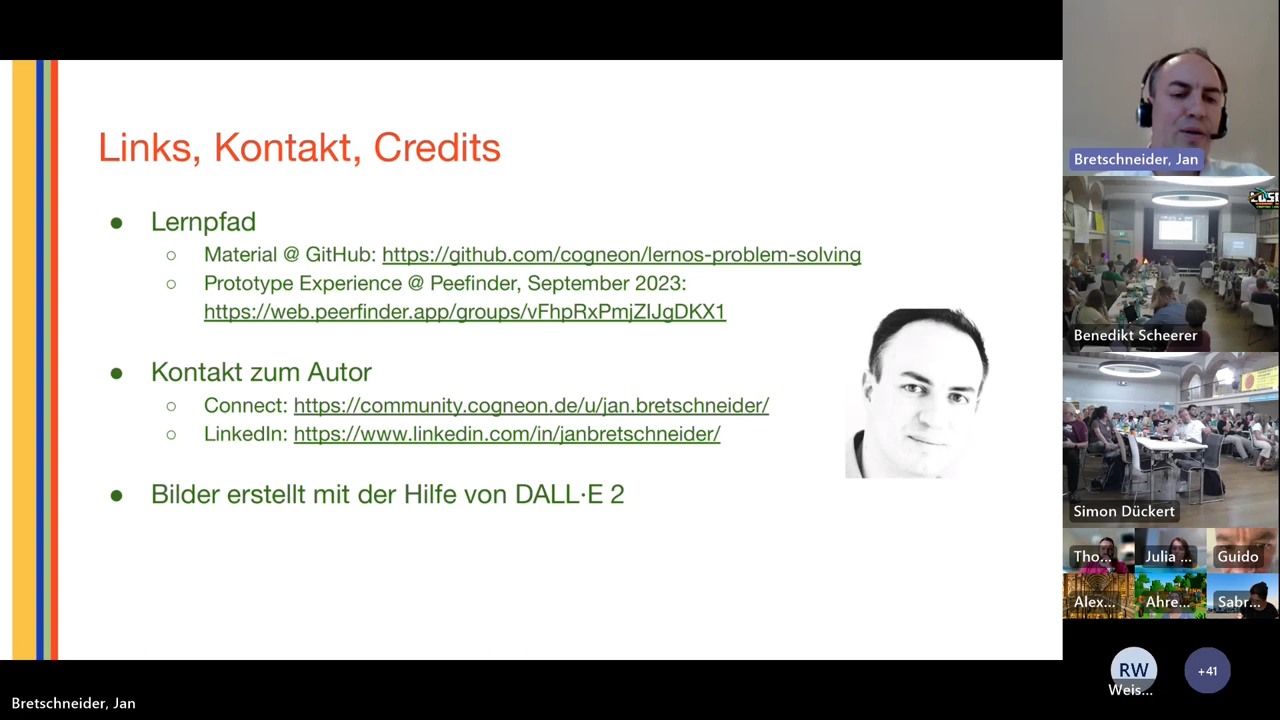 Links, Kontakt, Credits
● Lernpfad
○ Material @ GitHub: https://github.com/cogneon/lernos-problem-solving
○ Prototype Experience @ Peefinder, September 2023:
https://web.peerfinder.app/groups/vFhpRxPmjZIJgDKX1
● Kontakt zum Autor
○ Connect: https://community.cogneon.de/u/jan.bretschneider/
○ LinkedIn: https://www.linkedin.com/in/janbretschneider/
● Bilder erstellt mit der Hilfe von DALL·E 2
Bretschneider, Jan
Benedikt Scheerer
Simon Dückert
Tho...
Julia ...
Guido
Alex...
Ahre...
Sabr...
RW
+41
Weis...
Bretschneider, Jan